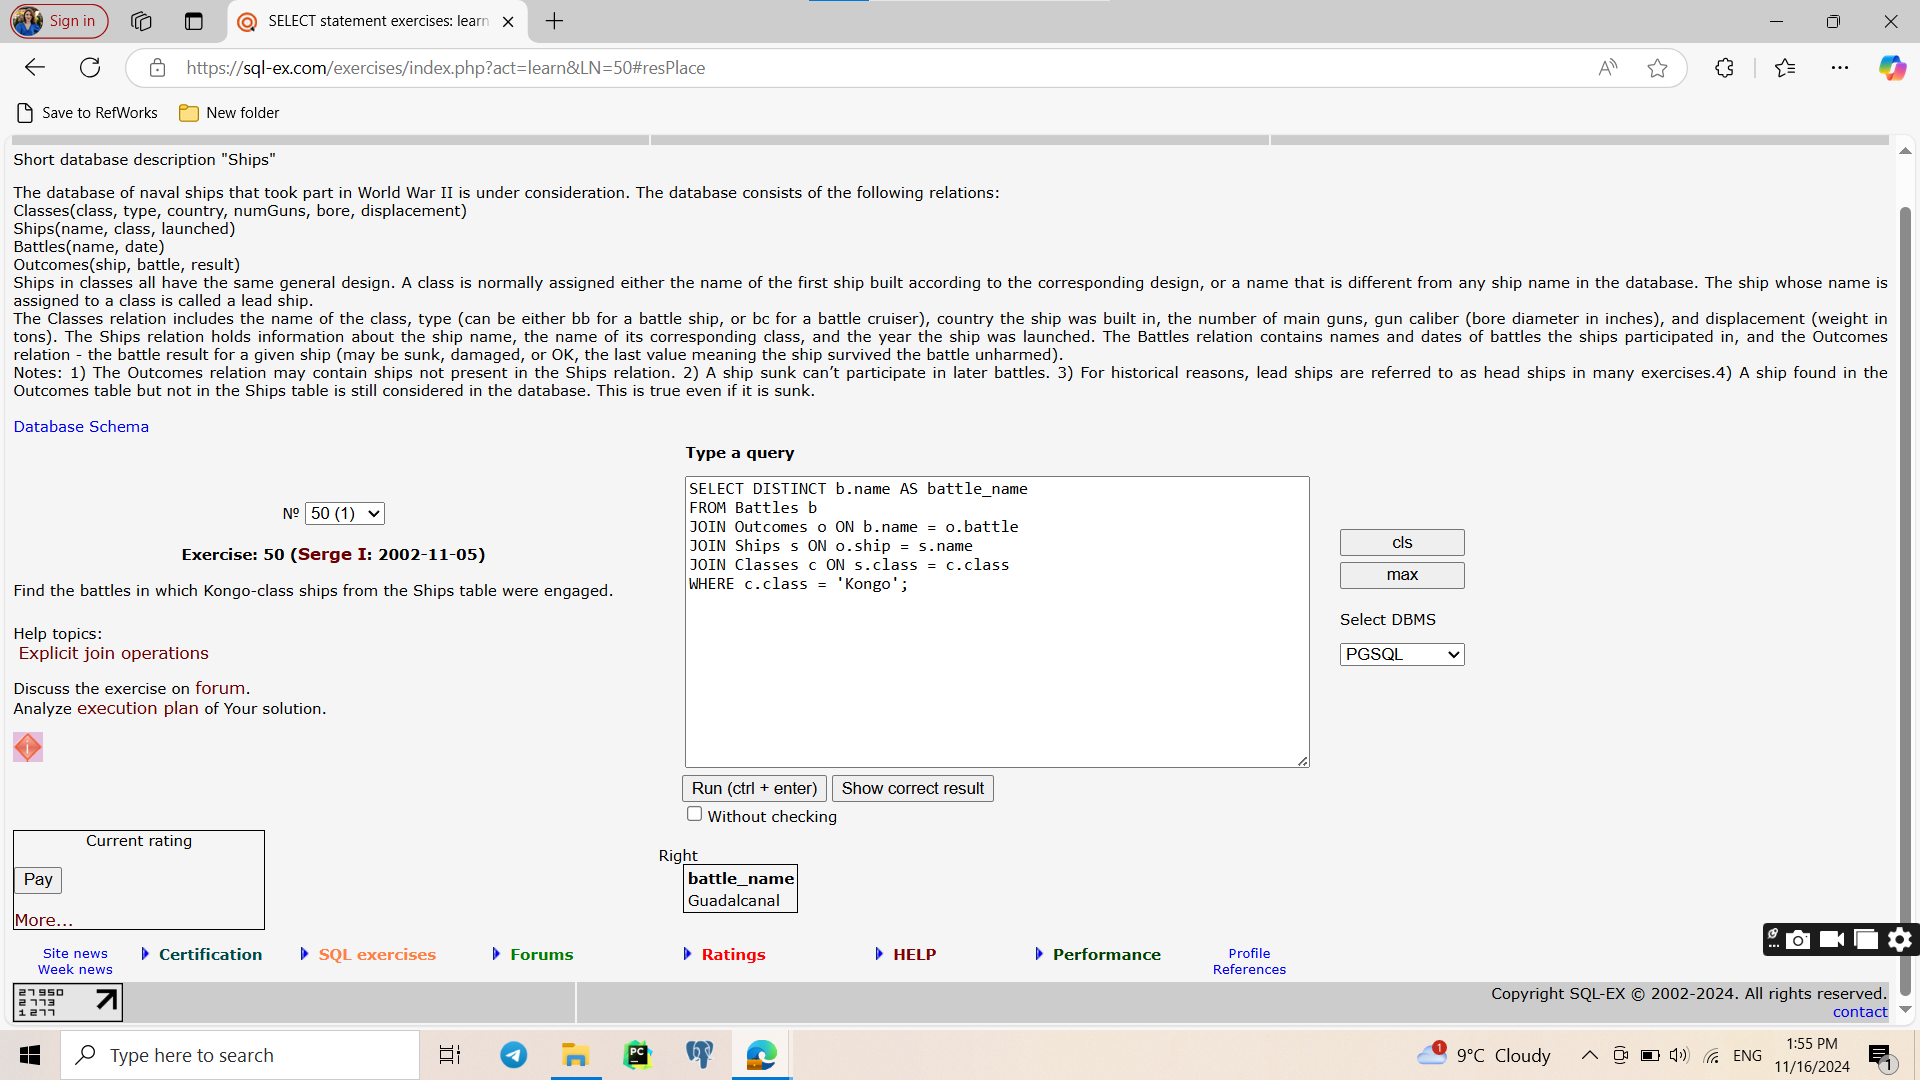 Sign in
SELECT statement exercises: learn
https://sql-ex.com/exercises/index.php?act=learn&LN=50#resPlace
Save to RefWorks
New folder
Short database description "Ships"
The database of naval ships that took part in World War II is under consideration. The database consists of the following relations:
Classes(class, type, country, numGuns, bore, displacement)
Ships(name, class, launched)
Battles(name, date)
Outcomes(ship, battle, result)
Ships in classes all have the same general design. A class is normally assigned either the name of the first ship built according to the corresponding design, or a name that is different from any ship name in the database. The ship whose name is
assigned to a class is called a lead ship.
The Classes relation includes the name of the class, type (can be either bb for a battle ship, or bc for a battle cruiser), country the ship was built in, the number of main guns, gun caliber (bore diameter in inches), and displacement (weight in
tons). The Ships relation holds information about the ship name, the name of its corresponding class, and the year the ship was launched. The Battles relation contains names and dates of battles the ships participated in, and the Outcomes
relation - the battle result for a given ship (may be sunk, damaged, or OK, the last value meaning the ship survived the battle unharmed).
Notes: 1) The Outcomes relation may contain ships not present in the Ships relation. 2) A ship sunk can’t participate in later battles. 3) For historical reasons, lead ships are referred to as head ships in many exercises.4) A ship found in the
Outcomes table but not in the Ships table is still considered in the database. This is true even if it is sunk.
Database Schema
Type a query
SELECT DISTINCT b.name AS battle_name
FROM Battles b
JOIN Outcomes o ON b.name = o.battle
JOIN Ships s ON o.ship = s.name
JOIN Classes c ON s.class = c.class
WHERE c.class = 'Kongo';
№ 50 (1)
Exercise: 50 (Serge I: 2002-11-05)
Find the battles in which Kongo-class ships from the Ships table were engaged.
Help topics:
Explicit join operations
Discuss the exercise on forum.
Analyze execution plan of Your solution.
cls
max
Select DBMS
PGSQL
Run (ctrl + enter)
Show correct result
Without checking
Current rating
Pay
More...
Right
battle_name
Guadalcanal
Site news
Week news
Certification
SQL exercises
Forums
Ratings
HELP
Performance
Profile
References
27950
2773
1277
Copyright SQL-EX © 2002-2024. All rights reserved.
contact
Type here to search
PC
1
9°C Cloudy
ENG
1:55 PM
11/16/2024
1